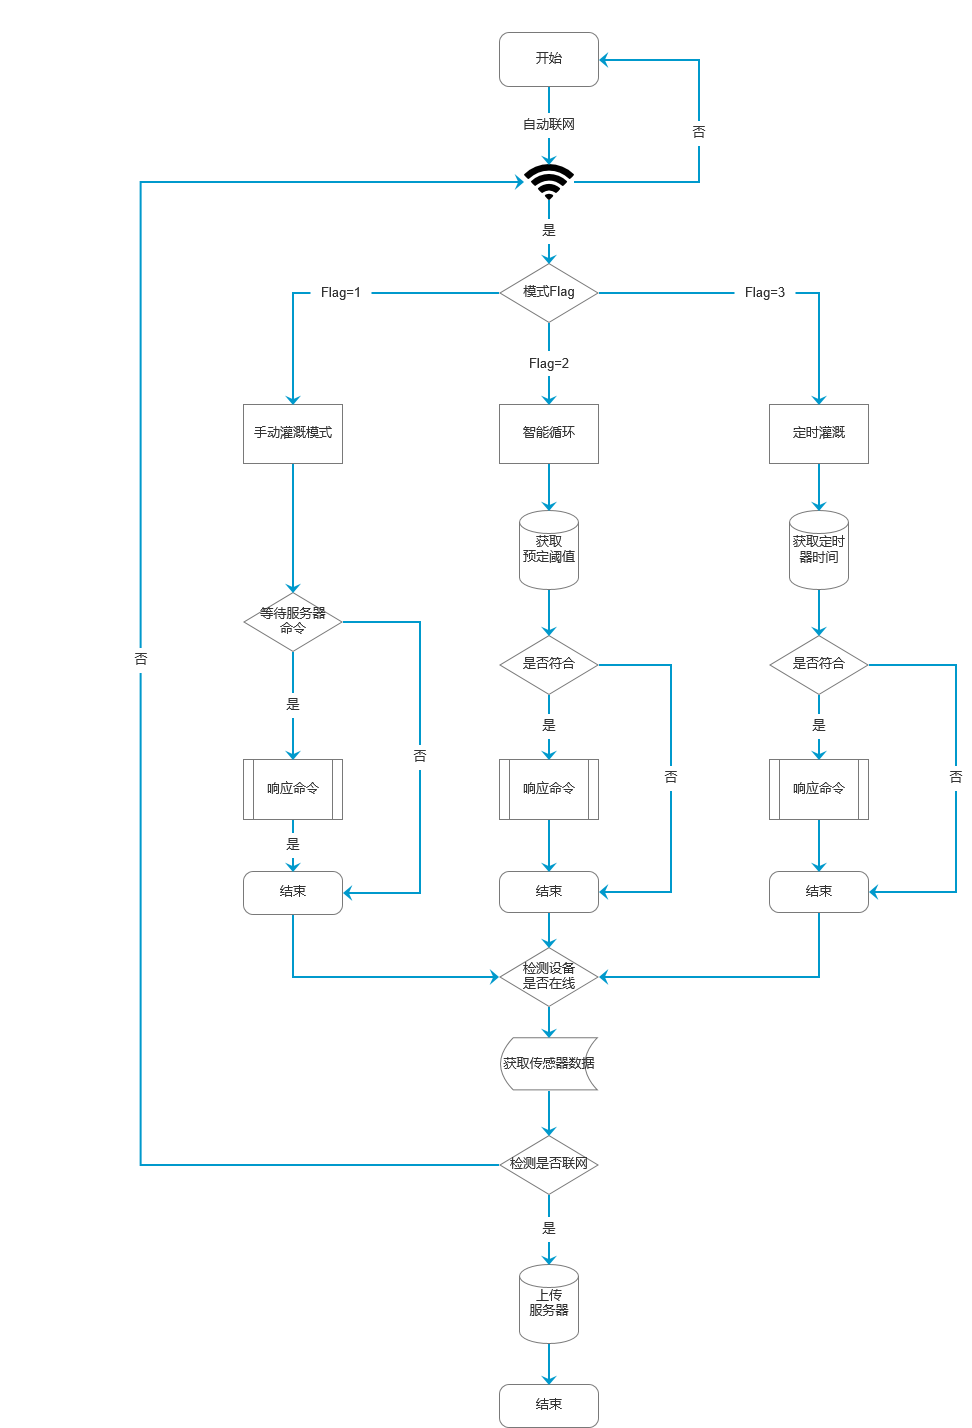 开始
自动联网
否
是
模式Flag
Flag=1
Flag=3
Flag=2
手动灌溉模式
智能循环
定时灌溉
获取
预定阈值
获取定时
器时间
等待服务器
命令
是否符合
是否符合
否
是
是
是
否
否
否
响应命令
响应命令
响应命令
是
结束
结束
结束
检测设备
是否在线
获取传感器数据
检测是否联网
是
上传
服务器
结束